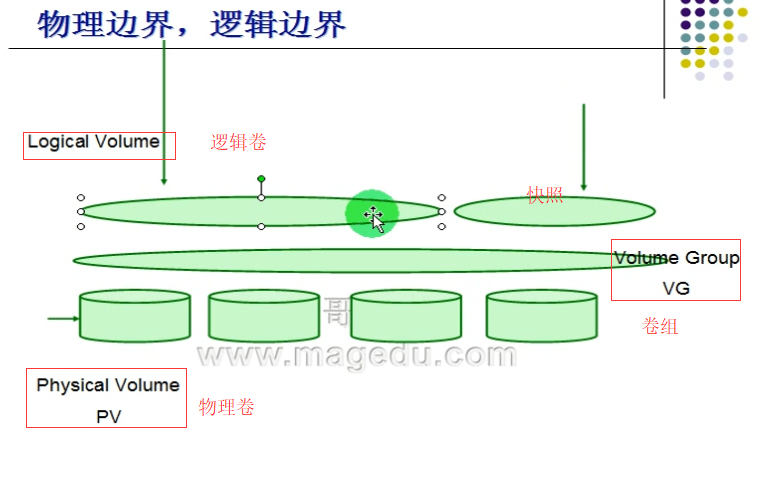 物理边界，逻辑边界
Logical Volume
逻辑卷
快照
Volume Group
VG
哥
卷组
www.magedu.com
Physical Volume
PV
物理卷